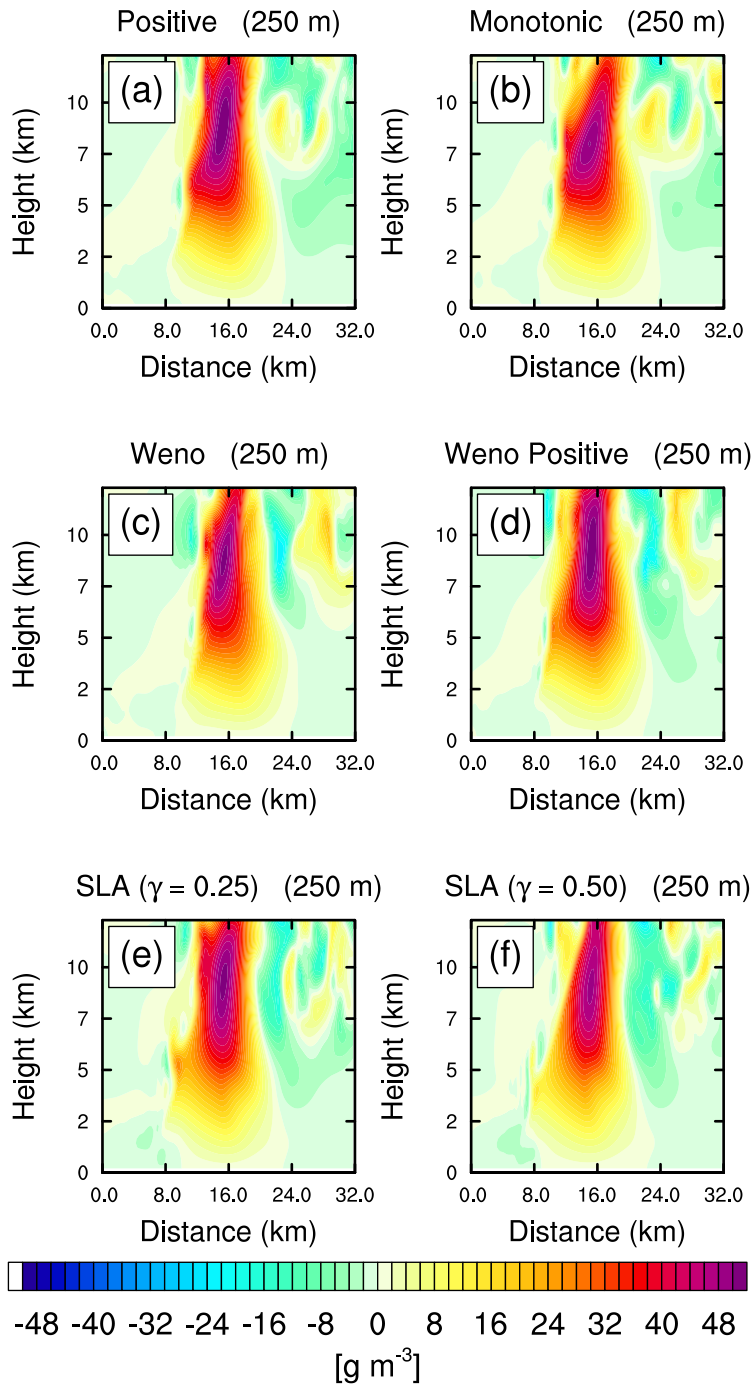 Positive (250 m)
Monotonic (250 m)
(a)
(b)
Height (km)
10
7
5
2
0
Height (km)
10
7
5
2
0
0.0 8.0 16.0 24.0 32.0
0.0 8.0 16.0 24.0 32.0
Distance (km)
Distance (km)
Weno (250 m)
Weno Positive (250 m)
(c)
(d)
Height (km)
10
7
5
2
0
Height (km)
10
7
5
2
0
0.0 8.0 16.0 24.0 32.0
0.0 8.0 16.0 24.0 32.0
Distance (km)
Distance (km)
SLA (γ = 0.25) (250 m)
SLA (γ = 0.50) (250 m)
(e)
(f)
Height (km)
10
7
5
2
0
Height (km)
10
7
5
2
0
0.0 8.0 16.0 24.0 32.0
0.0 8.0 16.0 24.0 32.0
Distance (km)
Distance (km)
-48 -40 -32 -24 -16 -8 0 8 16 24 32 40 48
[g m⁻³]